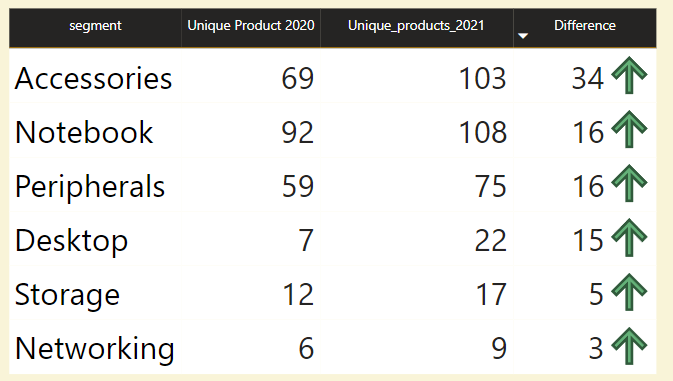 segment Unique Product 2020 Unique_products_2021 Difference
Accessories 69 103 34
Notebook 92 108 16
Peripherals 59 75 16
Desktop 7 22 15
Storage 12 17 5
Networking 6 9 3